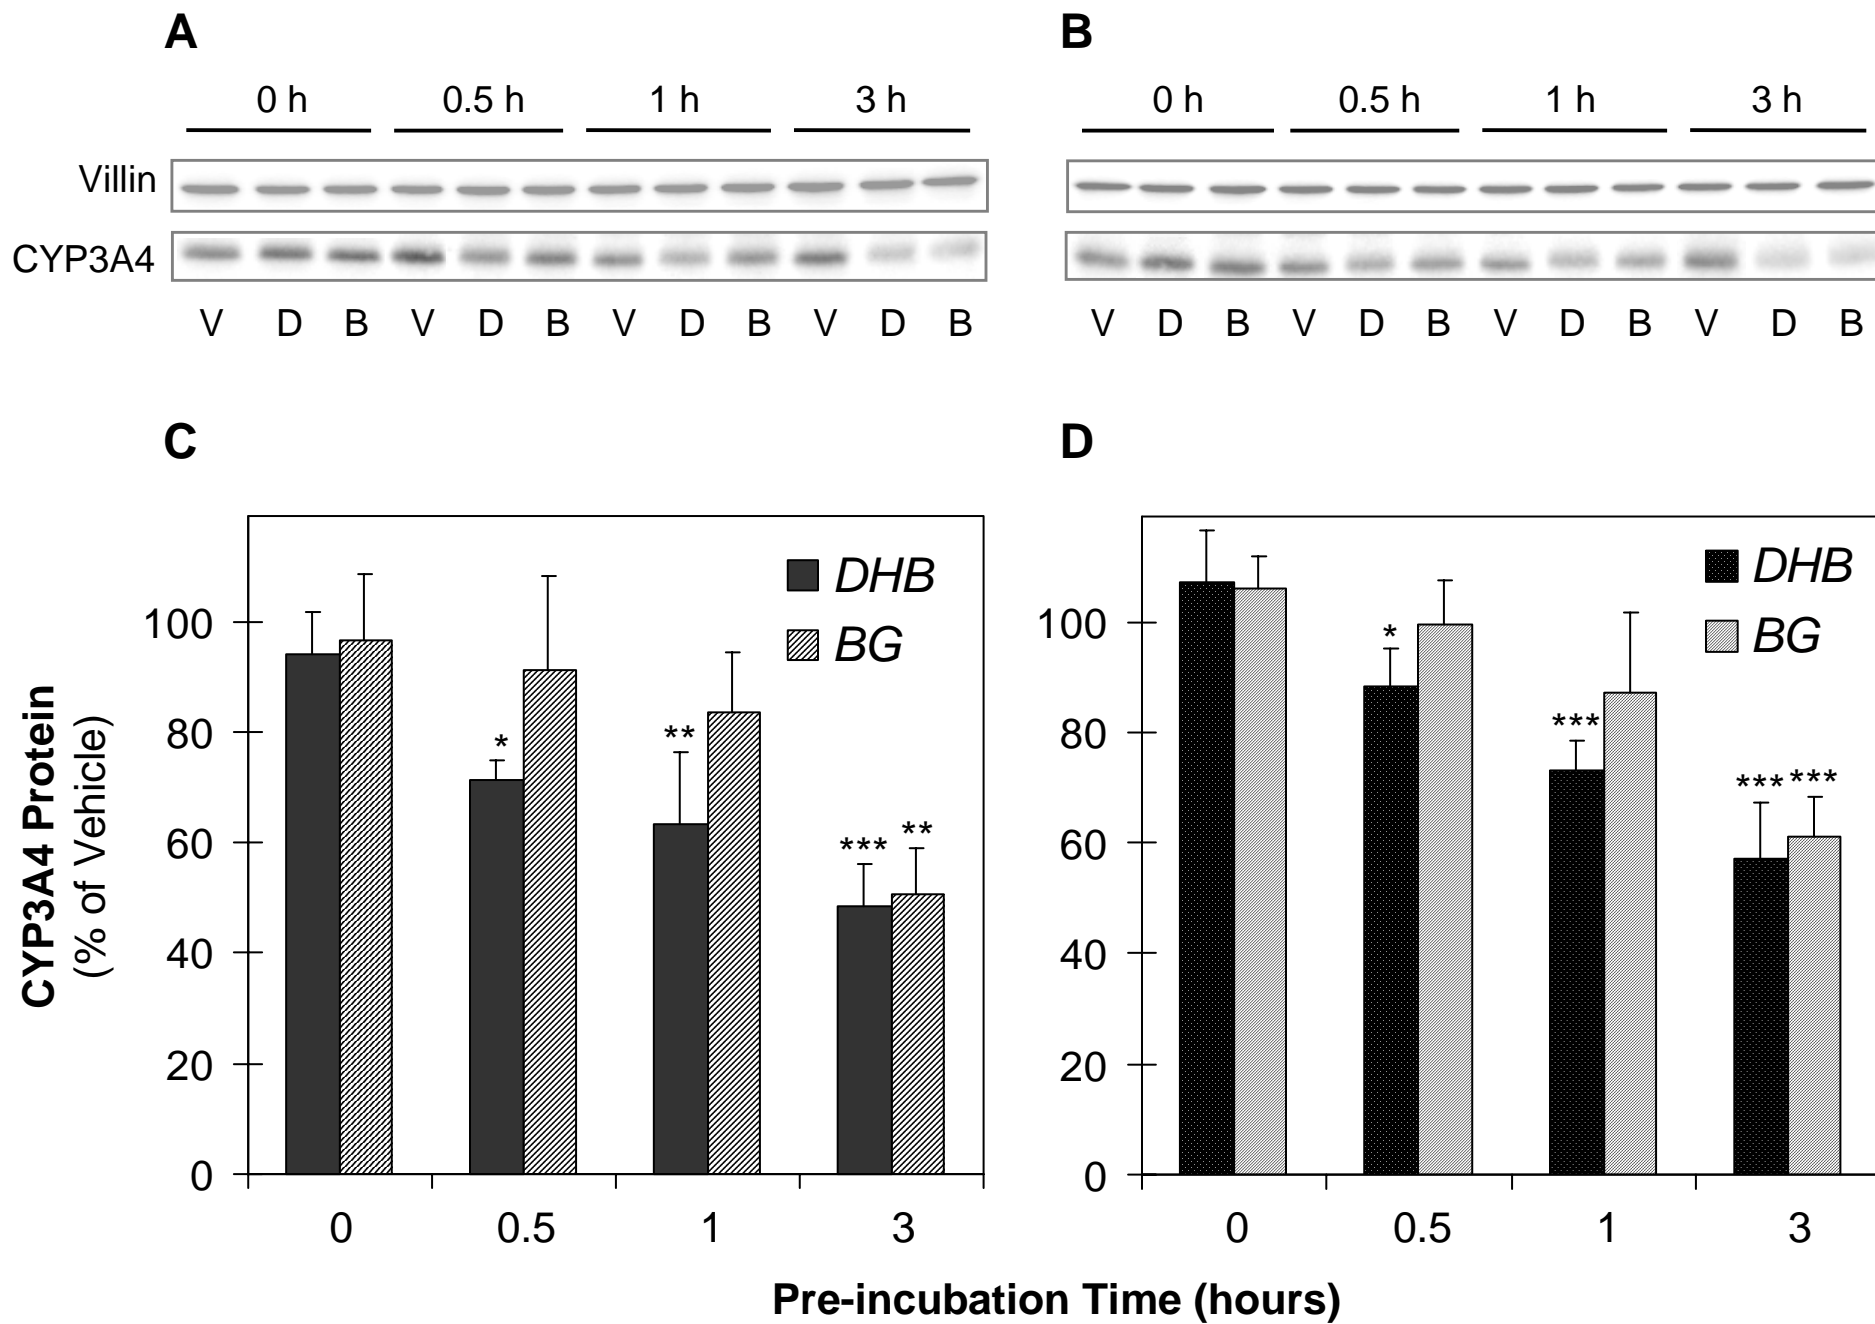 A
B
0 h 0.5 h 1 h 3 h
0 h 0.5 h 1 h 3 h
Villin
CYP3A4
V D B V D B V D B V D B
V D B V D B V D B V D B
C
D
CYP3A4 Protein
(% of Vehicle)
100
80
60
40
20
0
DHB
BG
*
**
*** **
0 0.5 1 3
100
80
60
40
20
0
DHB
BG
*
***
*** ***
0 0.5 1 3
Pre-incubation Time (hours)